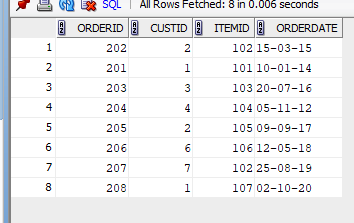 SQL | All Rows Fetched: 8 in 0.006 seconds
ORDERID CUSTID ITEMID ORDERDATE
1 202 2 102 15-03-15
2 201 1 101 10-01-14
3 203 3 103 20-07-16
4 204 4 104 05-11-12
5 205 2 105 09-09-17
6 206 6 106 12-05-18
7 207 7 102 25-08-19
8 208 1 107 02-10-20